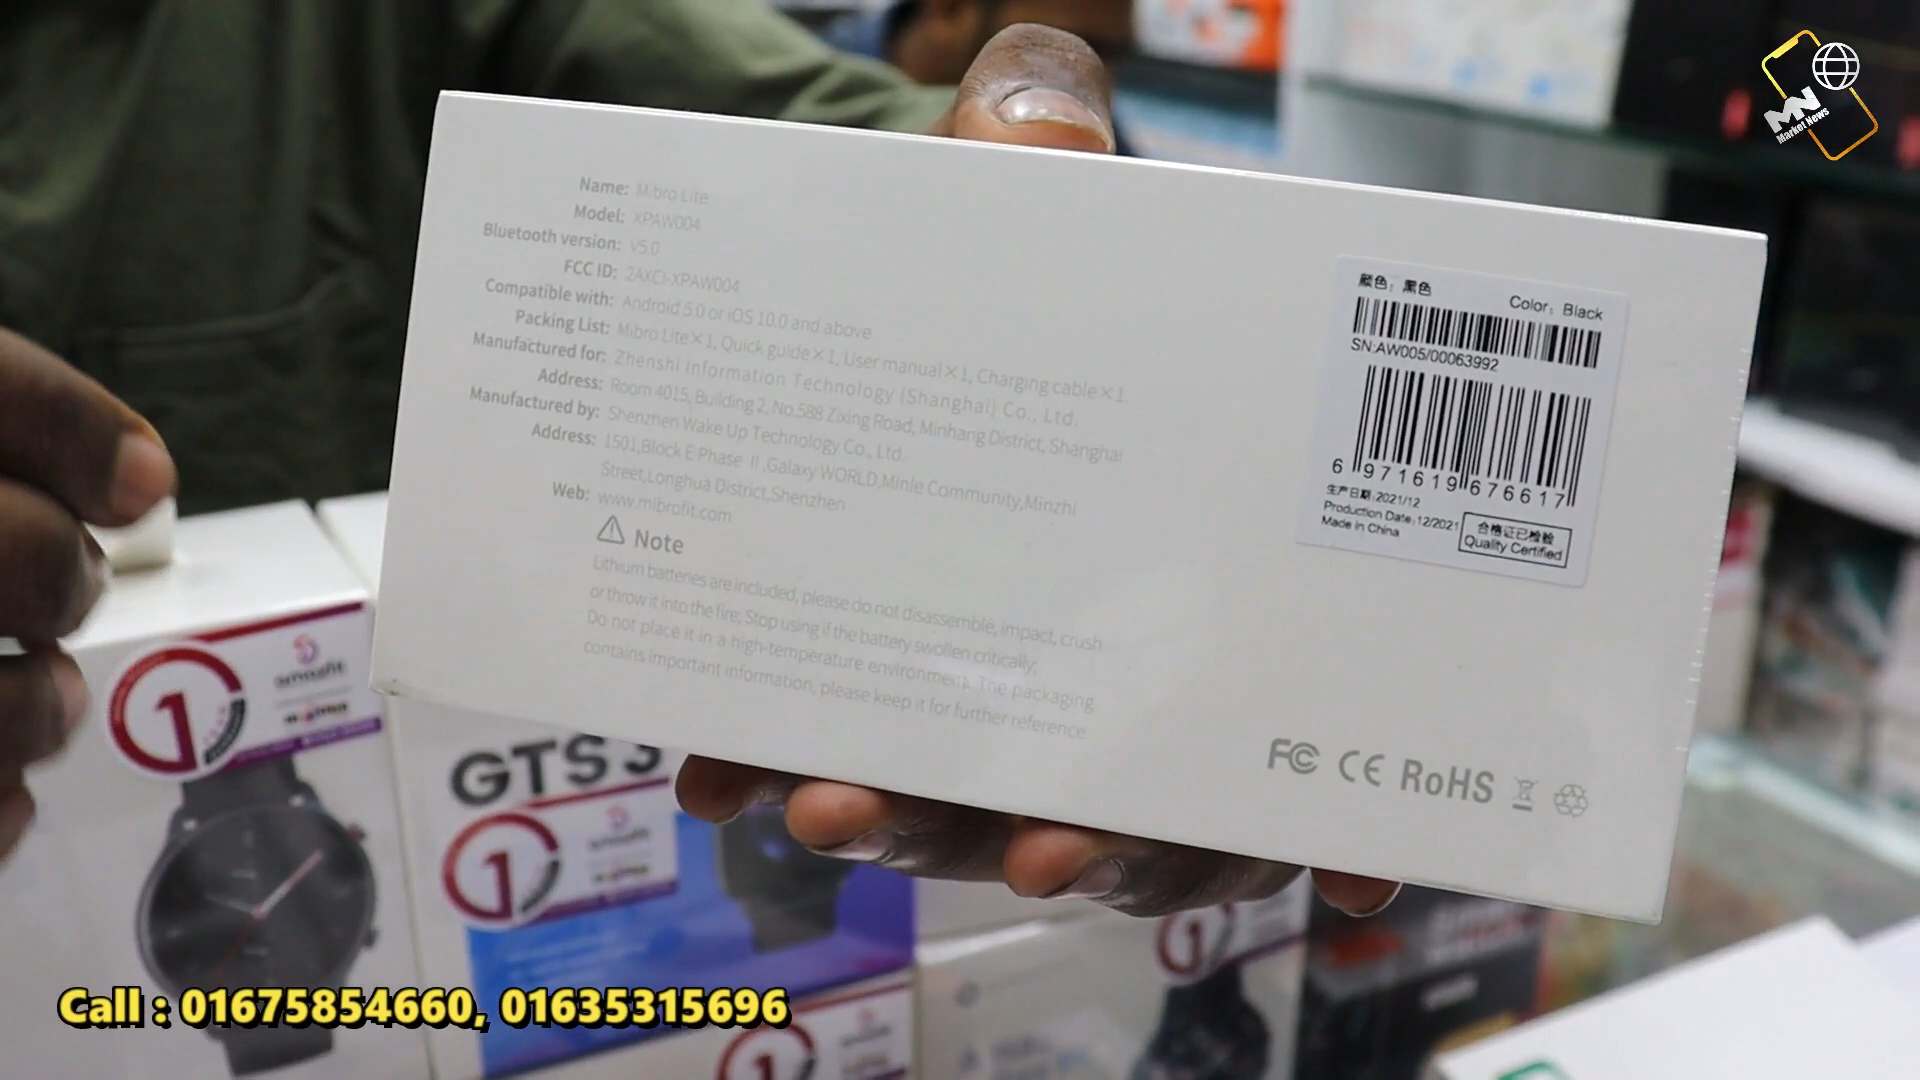 MN
Market News
Name: Mibro Lite
Model: XPAW004
Bluetooth version: V5.0
FCC ID: 2AXCJ-XPAW004
Compatible with: Android 5.0 or iOS 10.0 and above
Packing List: Mibro Lite×1, Quick guide×1, User manual×1, Charging cable×1.
Manufactured for: Zhenshi Information Technology (Shanghai) Co., Ltd.
Address: Room 4015, Building 2, No.588 Zixing Road, Minhang District, Shanghai
Manufactured by: Shenzhen Wake Up Technology Co., Ltd.
Address: 1501,Block E Phase II ,Galaxy WORLD,Minle Community,Minzhi
Street,Longhua District,Shenzhen
Web: www.mibrofit.com
Note
Lithium batteries are included, please do not disassemble, impact, crush
or throw it into the fire; Stop using if the battery swollen critically;
Do not place it in a high-temperature environment. The packaging
contains important information, please keep it for further reference
颜色：黑色
Color：Black
SN:AW005/00063992
6 971619 676617
生产日期:2021/12
Production Date:12/2021
Made in China
合格证已检验
Quality Certified
FC CE RoHS
GTS 3
1
1
1
1
Call : 01675854660, 01635315696